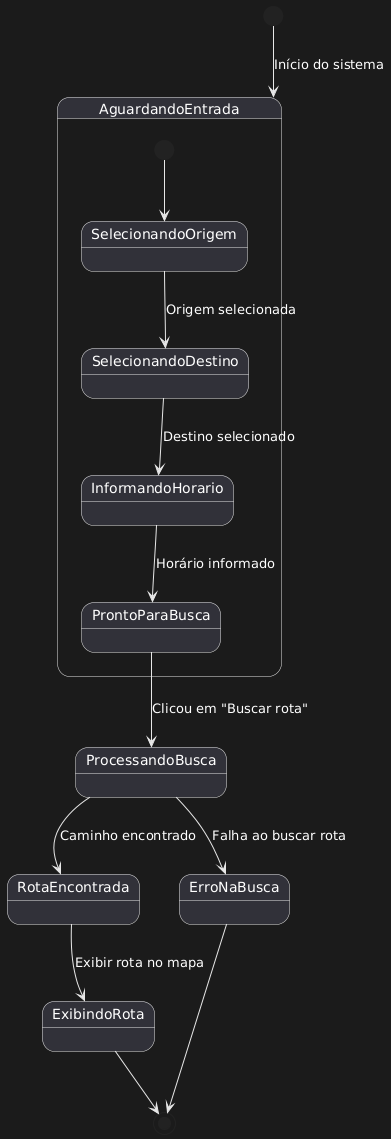 Início do sistema
AguardandoEntrada
SelecionandoOrigem
Origem selecionada
SelecionandoDestino
Destino selecionado
InformandoHorario
Horário informado
ProntoParaBusca
Clicou em "Buscar rota"
ProcessandoBusca
Caminho encontrado
Falha ao buscar rota
RotaEncontrada
ErroNaBusca
Exibir rota no mapa
ExibindoRota